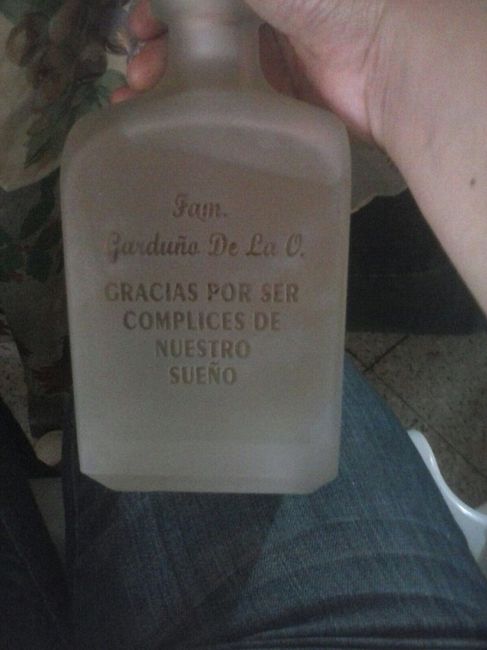 Fam.
Garduño De La O.
GRACIAS POR SER
COMPLICES DE
NUESTRO
SUEÑO